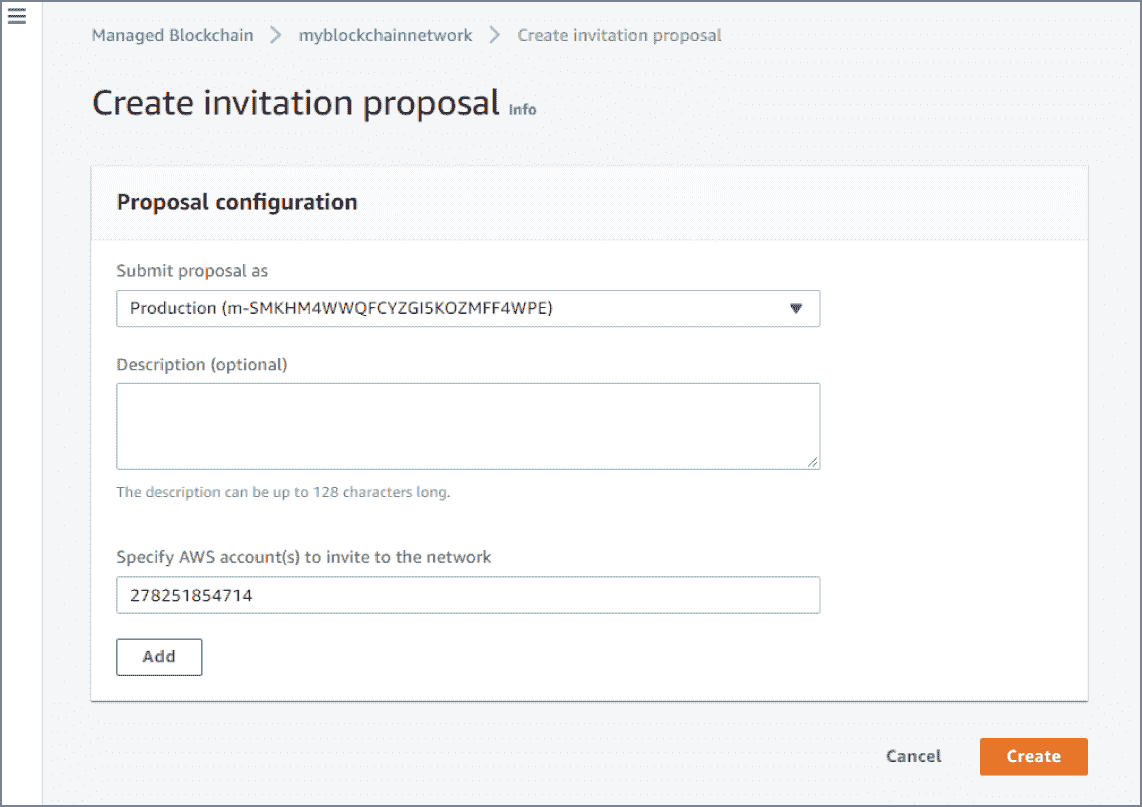 Managed Blockchain > myblockchainnetwork > Create invitation proposal
Create invitation proposal Info
Proposal configuration
Submit proposal as
Production (m-SMKHM4WWQFCYZGI5KOZMFF4WPE)
Description (optional)
The description can be up to 128 characters long.
Specify AWS account(s) to invite to the network
278251854714
Add
Cancel Create